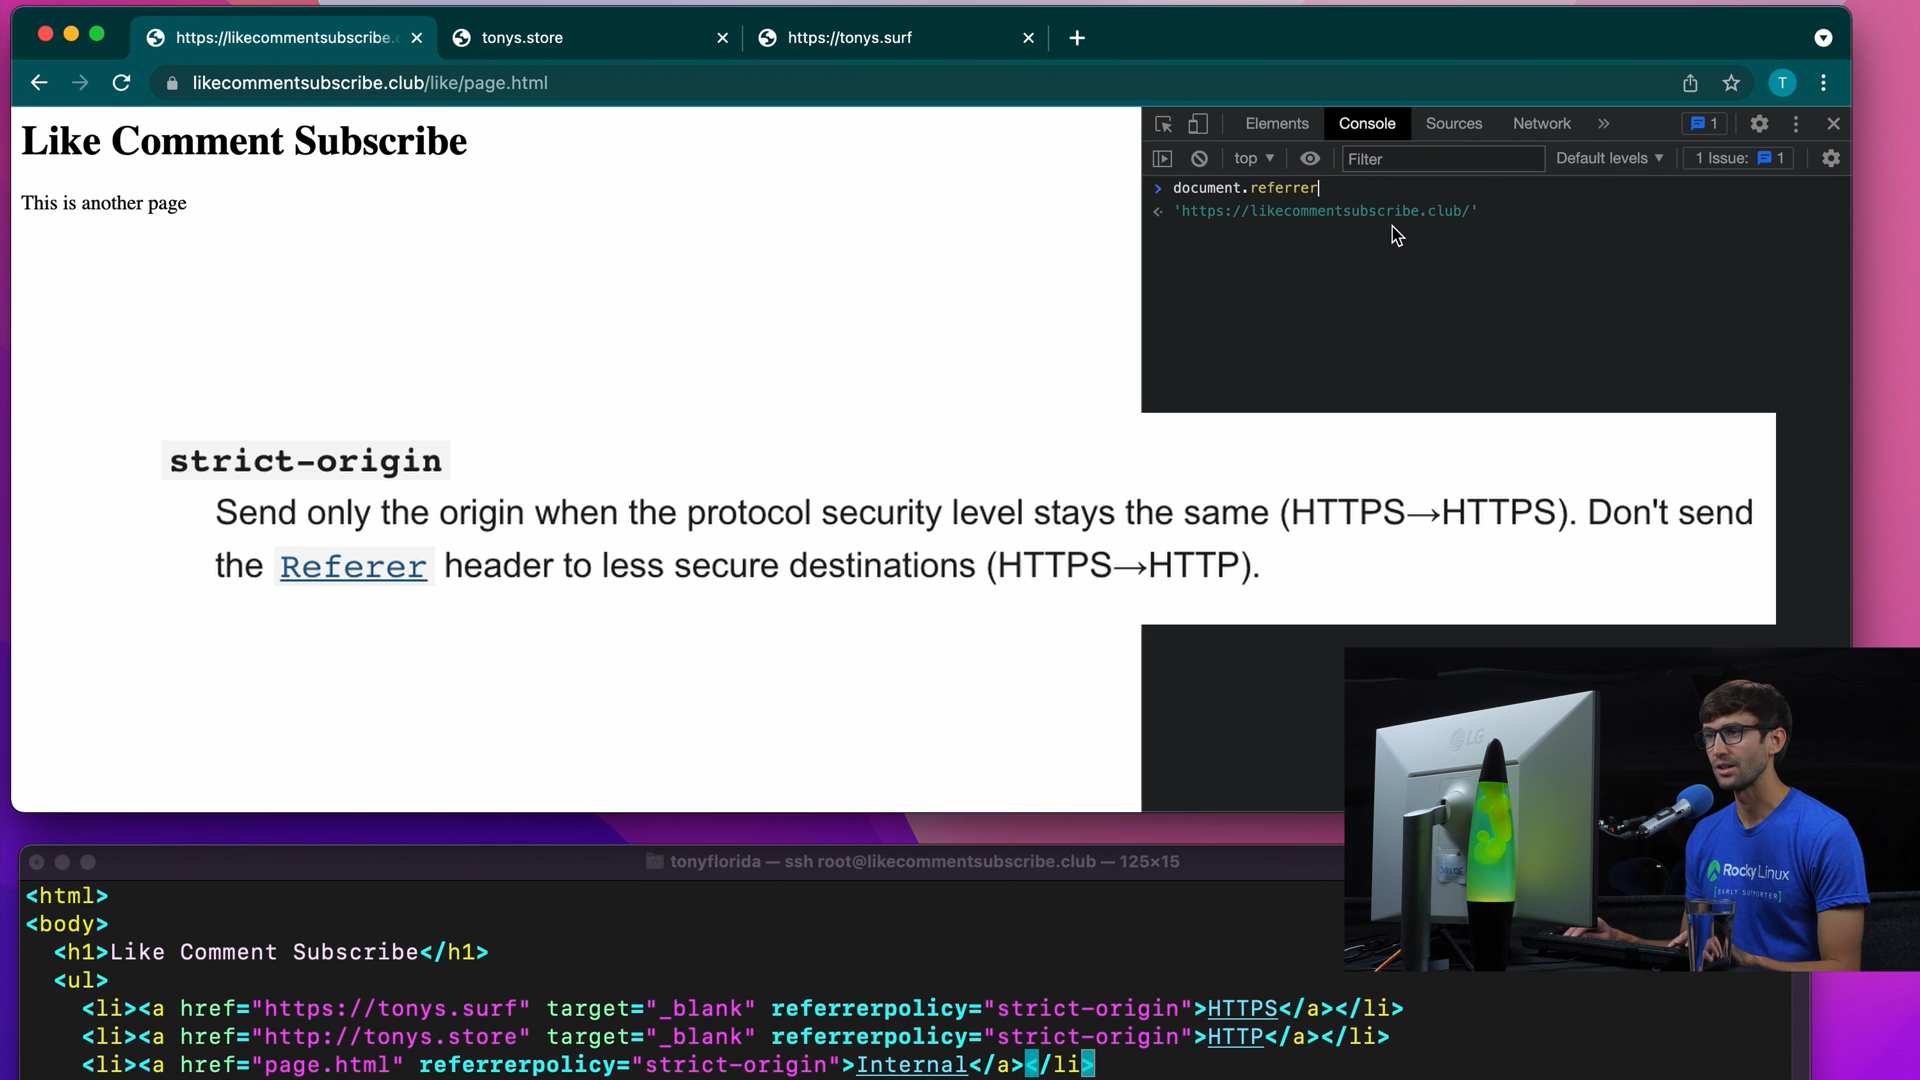 https://likecommentsubscribe.c
tonys.store
https://tonys.surf
likecommentsubscribe.club/like/page.html
T
Like Comment Subscribe
This is another page
Elements
Console
Sources
Network
1
top
Filter
Default levels
1 Issue: 1
document.referrer
'https://likecommentsubscribe.club/'
strict-origin
Send only the origin when the protocol security level stays the same (HTTPS→HTTPS). Don't send
the Referer header to less secure destinations (HTTPS→HTTP).
LG
Rocky Linux
[EARLY SUPPORTER]
tonyflorida — ssh root@likecommentsubscribe.club — 125×15
<html>
<body>
<h1>Like Comment Subscribe</h1>
<ul>
<li><a href="https://tonys.surf" target="_blank" referrerpolicy="strict-origin">HTTPS</a></li>
<li><a href="http://tonys.store" target="_blank" referrerpolicy="strict-origin">HTTP</a></li>
<li><a href="page.html" referrerpolicy="strict-origin">Internal</a></li>